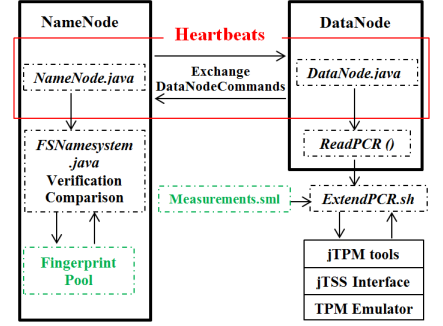 NameNode
DataNode
Heartbeats
NameNode.java
Exchange
DataNodeCommands
DataNode.java
FSNamesystem
.java
Verification
Comparison
ReadPCR ()
Measurements.sml
ExtendPCR.sh
Fingerprint
Pool
jTPM tools
jTSS Interface
TPM Emulator